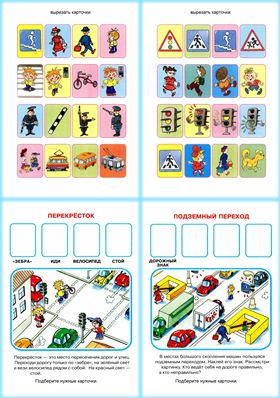 вырезать карточки
вырезать карточки
ПЕРЕКРЁСТОК
«ЗЕБРА» ИДИ ВЕЛОСИПЕД СТОЙ
Перекрёсток — это место пересечения дорог и улиц.
Переходи дорогу только по «зебре», на зелёный свет
и вези велосипед рядом с собой. На красный свет —
стой.
Подберите нужные карточки.
ПОДЗЕМНЫЙ ПЕРЕХОД
ДОРОЖНЫЙ
ЗНАК
В местах большого скопления машин пользуйся
подземным переходом. Наклей его знак. Рассмотри
картинку. Кто ведёт себя на дороге правильно,
а кто неправильно?
Подберите нужные карточки.